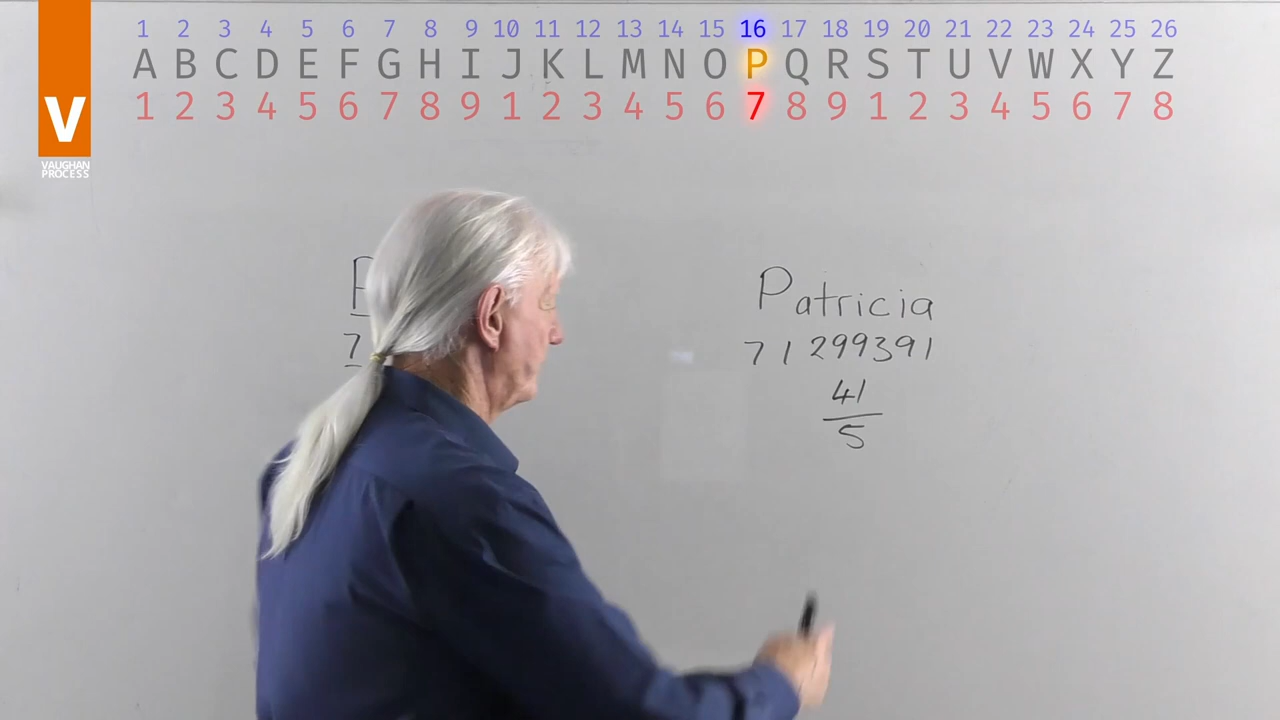 1 2 3 4 5 6 7 8 9 10 11 12 13 14 15 16 17 18 19 20 21 22 23 24 25 26
A B C D E F G H I J K L M N O P Q R S T U V W X Y Z
1 2 3 4 5 6 7 8 9 1 2 3 4 5 6 7 8 9 1 2 3 4 5 6 7 8
V
VAUGHAN
PROCESS
P
7
Patricia
71299391
41
5